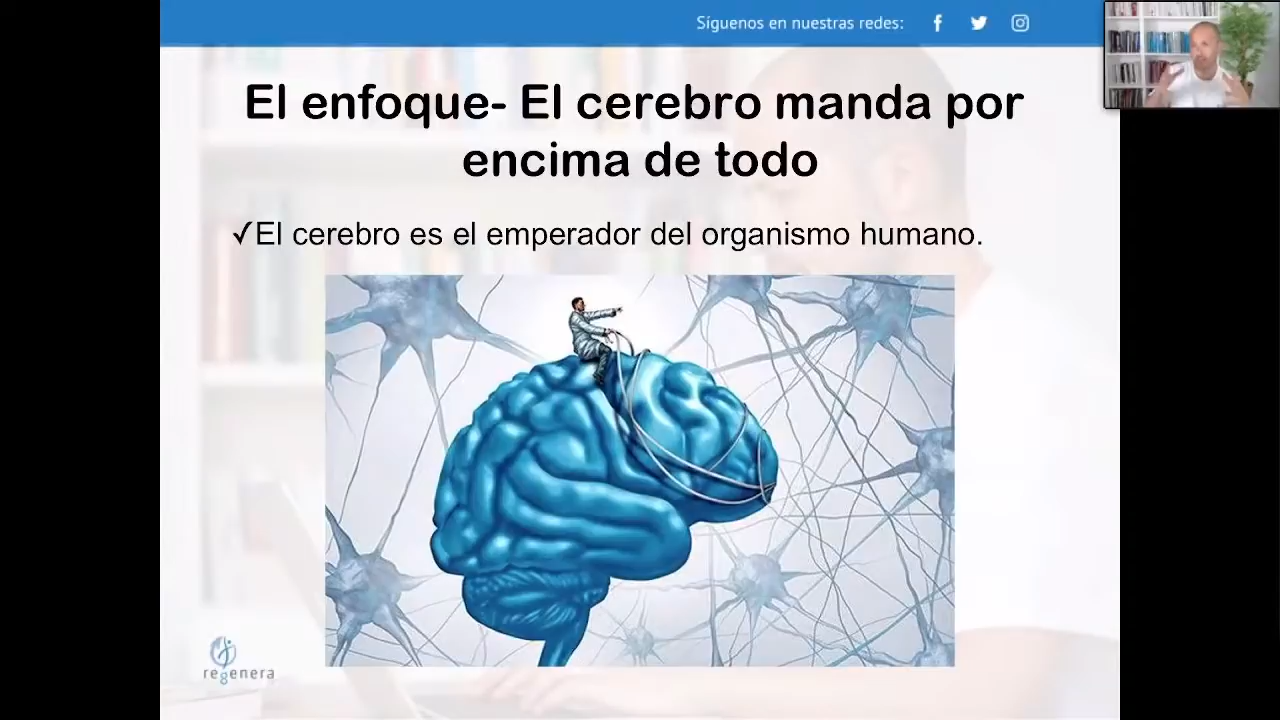 Síguenos en nuestras redes:
El enfoque- El cerebro manda por
encima de todo
✓El cerebro es el emperador del organismo humano.
regenera